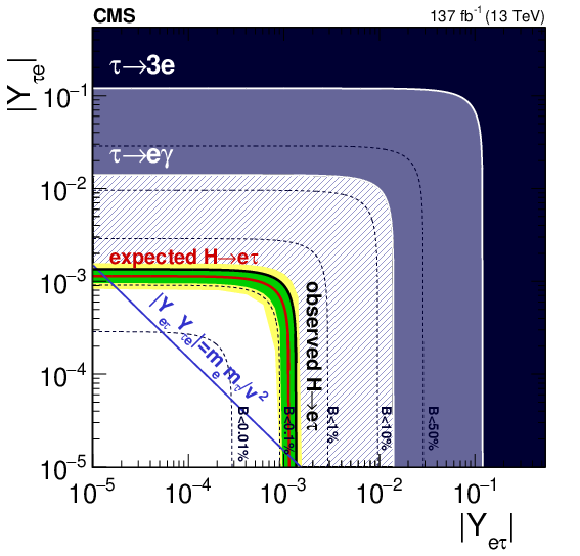 CMS 137 fb⁻¹ (13 TeV)
|Y_τe|
τ→3e
10⁻¹
τ→eγ
10⁻²
expected H→eτ
10⁻³
observed H→eτ
|Y_eτ Y_τe|=m_e m_τ/v²
10⁻⁴
B<0.01%
B<0.1%
B<1%
B<10%
B<50%
10⁻⁵
10⁻⁵ 10⁻⁴ 10⁻³ 10⁻² 10⁻¹
|Y_eτ|